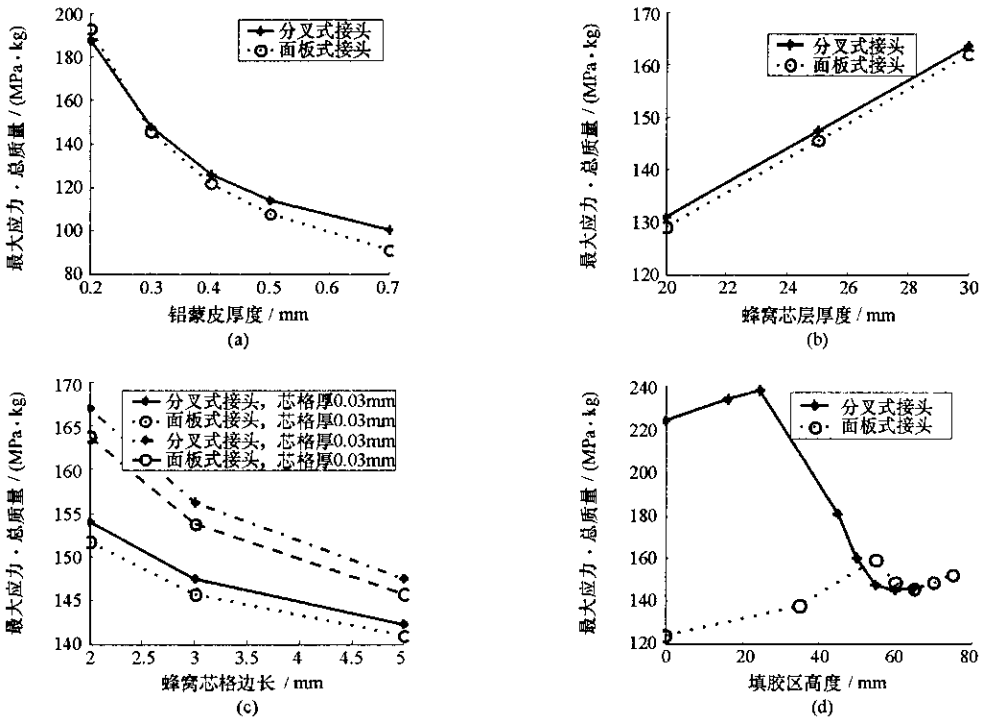 最大应力·总质量 / (MPa·kg)
200
180
160
140
120
100
80
分叉式接头
面板式接头
0.2 0.3 0.4 0.5 0.6 0.7
铝蒙皮厚度 / mm
(a)
最大应力·总质量 / (MPa·kg)
170
160
150
140
130
120
分叉式接头
面板式接头
20 22 24 26 28 30
蜂窝芯层厚度 / mm
(b)
最大应力·总质量 / (MPa·kg)
170
165
160
155
150
145
140
分叉式接头，芯格厚0.03mm
面板式接头，芯格厚0.03mm
分叉式接头，芯格厚0.03mm
面板式接头，芯格厚0.03mm
2 2.5 3 3.5 4 4.5 5
蜂窝芯格边长 / mm
(c)
最大应力·总质量 / (MPa·kg)
240
220
200
180
160
140
120
分叉式接头
面板式接头
0 20 40 60 80
填胶区高度 / mm
(d)